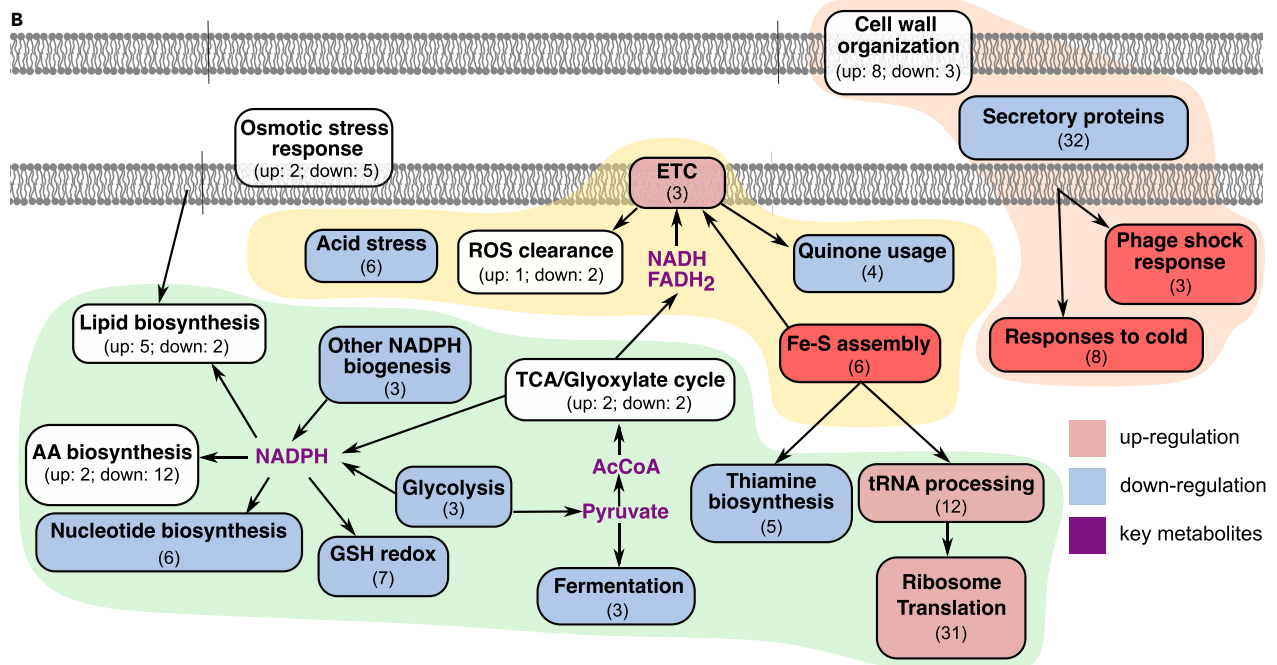 B
Cell wall
organization
(up: 8; down: 3)
Secretory proteins
(32)
Osmotic stress
response
(up: 2; down: 5)
ETC
(3)
Acid stress
(6)
ROS clearance
(up: 1; down: 2)
NADH
FADH2
Quinone usage
(4)
Phage shock
response
(3)
Responses to cold
(8)
Lipid biosynthesis
(up: 5; down: 2)
Other NADPH
biogenesis
(3)
Fe-S assembly
(6)
TCA/Glyoxylate cycle
(up: 2; down: 2)
AA biosynthesis
(up: 2; down: 12)
NADPH
AcCoA
Glycolysis
(3)
Pyruvate
Thiamine
biosynthesis
(5)
tRNA processing
(12)
Nucleotide biosynthesis
(6)
GSH redox
(7)
Fermentation
(3)
Ribosome
Translation
(31)
up-regulation
down-regulation
key metabolites